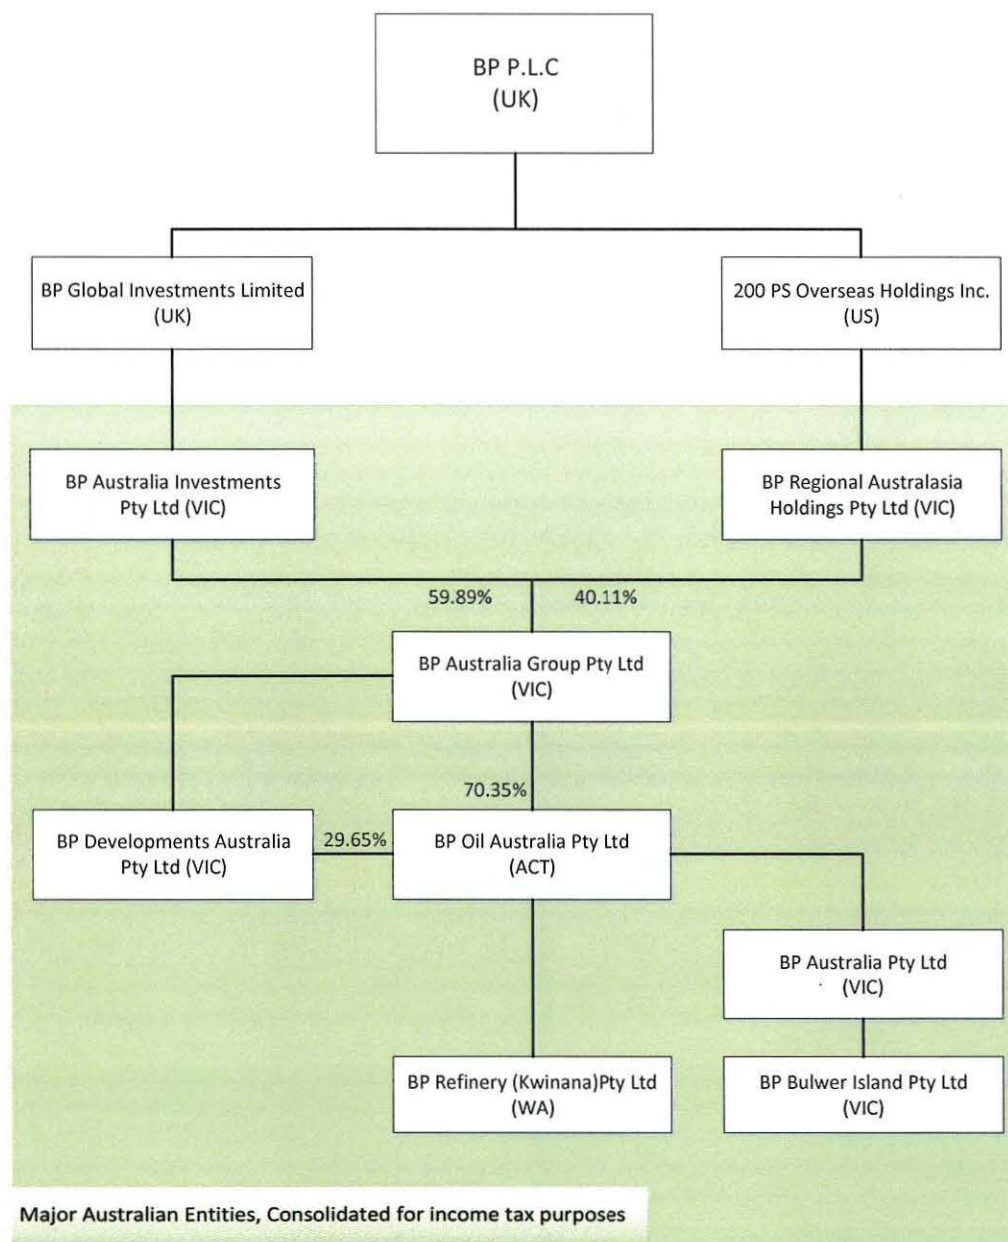 BP P.L.C
(UK)
BP Global Investments Limited
(UK)
200 PS Overseas Holdings Inc.
(US)
BP Australia Investments
Pty Ltd (VIC)
BP Regional Australasia
Holdings Pty Ltd (VIC)
59.89%
40.11%
BP Australia Group Pty Ltd
(VIC)
70.35%
BP Developments Australia
Pty Ltd (VIC)
29.65%
BP Oil Australia Pty Ltd
(ACT)
BP Australia Pty Ltd
(VIC)
BP Refinery (Kwinana)Pty Ltd
(WA)
BP Bulwer Island Pty Ltd
(VIC)
Major Australian Entities, Consolidated for income tax purposes